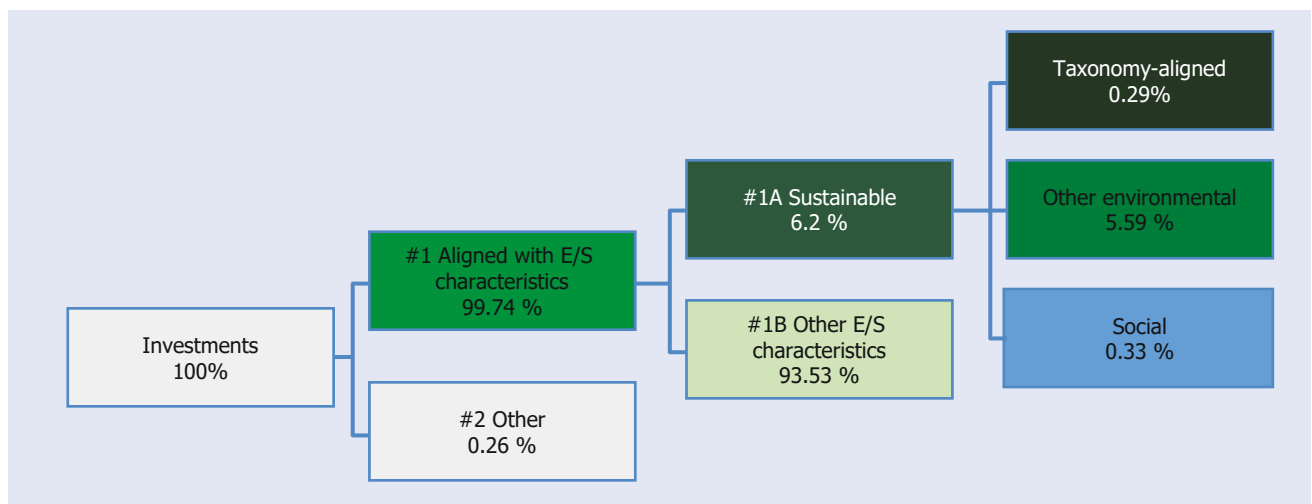 Investments
100%
#1 Aligned with E/S
characteristics
99.74 %
#2 Other
0.26 %
#1A Sustainable
6.2 %
#1B Other E/S
characteristics
93.53 %
Taxonomy-aligned
0.29%
Other environmental
5.59 %
Social
0.33 %